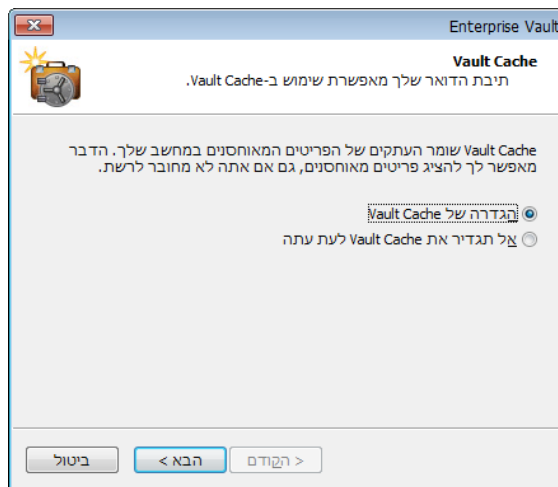 Enterprise Vault
Vault Cache
תיבת הדואר שלך מאפשרת שימוש ב-Vault Cache.
Vault Cache שומר העתקים של הפריטים המאוחסנים במחשב שלך. הדבר
מאפשר לך להציג פריטים מאוחסנים, גם אם אתה לא מחובר לרשת.
הגדרה של Vault Cache
אל תגדיר את Vault Cache לעת עתה
< הקודם
הבא >
ביטול